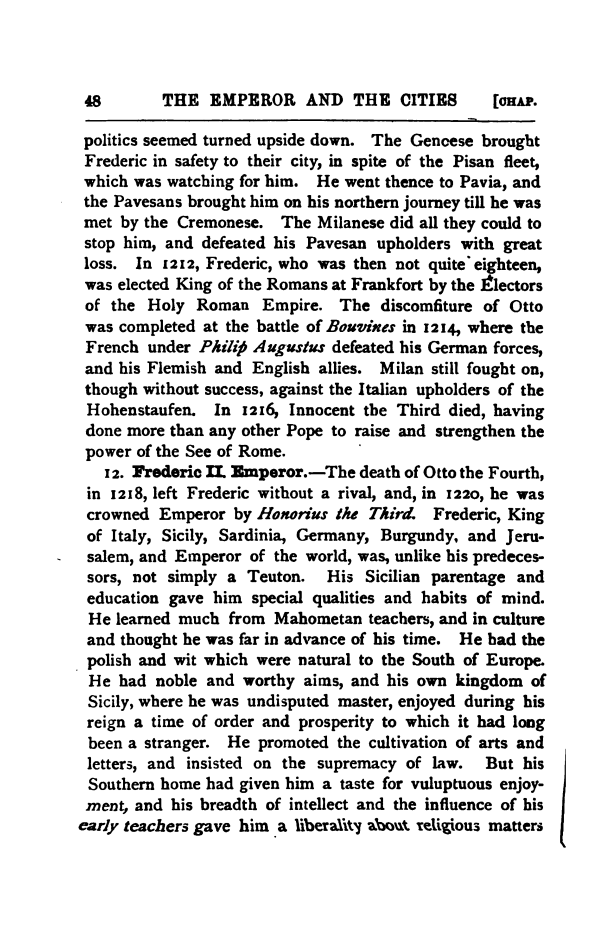 48 THE EMPEROR AND THE CITIES [CHAP.
politics seemed turned upside down. The Genoese brought
Frederic in safety to their city, in spite of the Pisan fleet,
which was watching for him. He went thence to Pavia, and
the Pavesans brought him on his northern journey till he was
met by the Cremonese. The Milanese did all they could to
stop him, and defeated his Pavesan upholders with great
loss. In 1212, Frederic, who was then not quite eighteen,
was elected King of the Romans at Frankfort by the Electors
of the Holy Roman Empire. The discomfiture of Otto
was completed at the battle of Bouvines in 1214, where the
French under Philip Augustus defeated his German forces,
and his Flemish and English allies. Milan still fought on,
though without success, against the Italian upholders of the
Hohenstaufen. In 1216, Innocent the Third died, having
done more than any other Pope to raise and strengthen the
power of the See of Rome.
12. Frederic II. Emperor.—The death of Otto the Fourth,
in 1218, left Frederic without a rival, and, in 1220, he was
crowned Emperor by Honorius the Third. Frederic, King
of Italy, Sicily, Sardinia, Germany, Burgundy, and Jeru-
salem, and Emperor of the world, was, unlike his predeces-
sors, not simply a Teuton. His Sicilian parentage and
education gave him special qualities and habits of mind.
He learned much from Mahometan teachers, and in culture
and thought he was far in advance of his time. He had the
polish and wit which were natural to the South of Europe.
He had noble and worthy aims, and his own kingdom of
Sicily, where he was undisputed master, enjoyed during his
reign a time of order and prosperity to which it had long
been a stranger. He promoted the cultivation of arts and
letters, and insisted on the supremacy of law. But his
Southern home had given him a taste for vuluptuous enjoy-
ment, and his breadth of intellect and the influence of his
early teachers gave him a liberality about religious matters